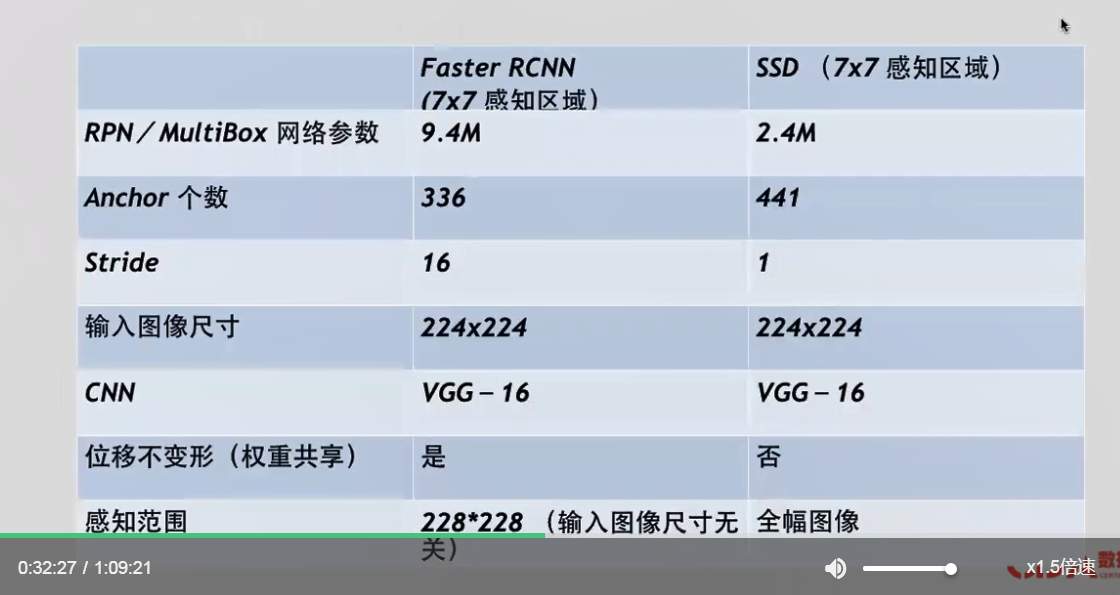 Faster RCNN
(7x7 感知区域)
SSD （7x7 感知区域）
RPN／MultiBox 网络参数
9.4M
2.4M
Anchor 个数
336
441
Stride
16
1
输入图像尺寸
224x224
224x224
CNN
VGG – 16
VGG – 16
位移不变形（权重共享）
是
否
感知范围
228*228 （输入图像尺寸无
关）
全幅图像
0:32:27 / 1:09:21
x1.5倍速